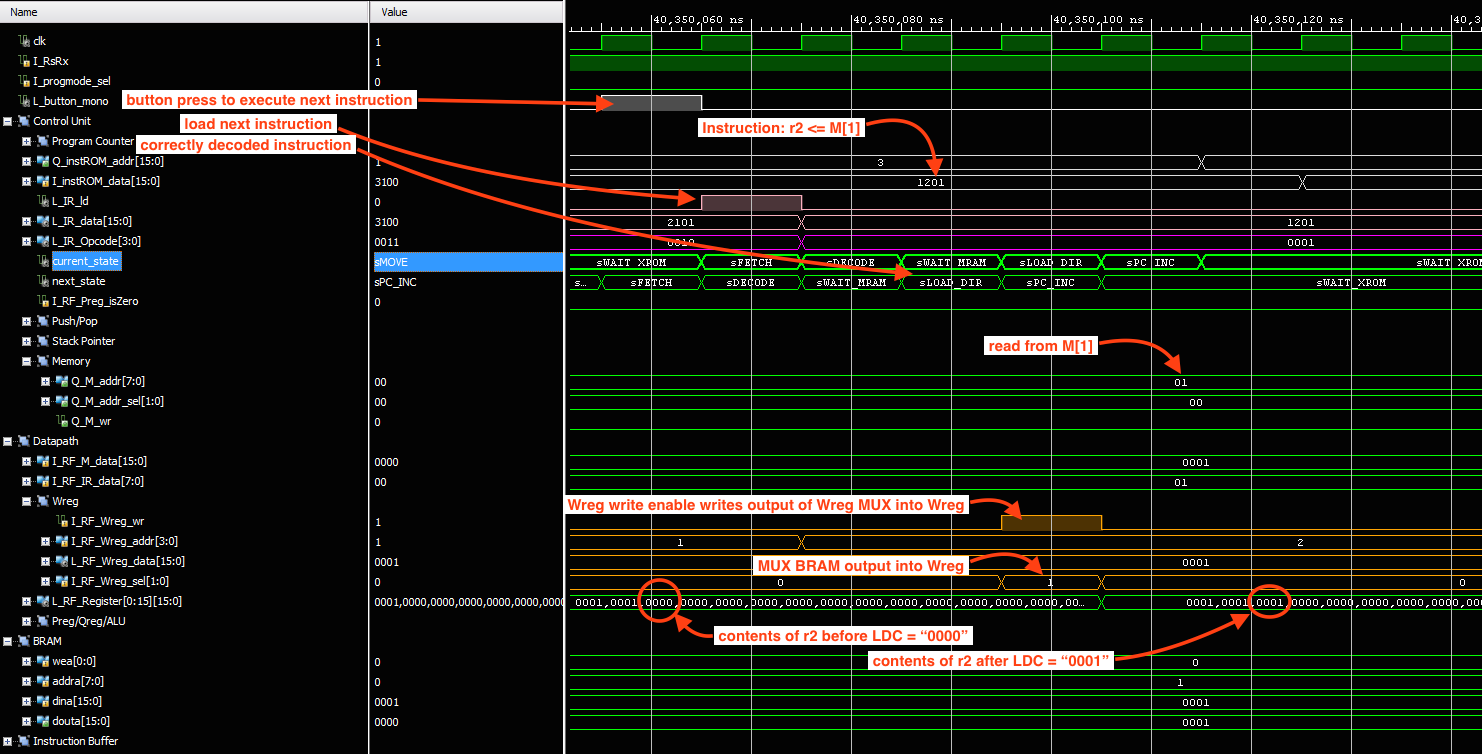 Name Value
40,350,060 ns 40,350,080 ns 40,350,100 ns 40,350,120 ns 40,3
clk 1
I_RsRx 1
I_progmode_sel 0
L_button_mono button press to execute next instruction
Control Unit load next instruction Instruction: r2 <= M[1]
Program Counter correctly decoded instruction
Q_instROM_addr[15:0] 1 3
I_instROM_data[15:0] 3100 1201
L_IR_ld 0
L_IR_data[15:0] 3100 2101 1201
L_IR_Opcode[3:0] 0011 0010 0001
current_state sMOVE sWAIT_XROM sFETCH sDECODE sWAIT_MRAM sLOAD_DIR sPC_INC sWAIT_XROM
next_state sPC_INC s... sFETCH sDECODE sWAIT_MRAM sLOAD_DIR sPC_INC sWAIT_XROM
I_RF_Preg_isZero 0
Push/Pop
Stack Pointer
read from M[1]
Memory
Q_M_addr[7:0] 00 01
Q_M_addr_sel[1:0] 00 00
Q_M_wr 0
Datapath
I_RF_M_data[15:0] 0000 0001
I_RF_IR_data[7:0] 00 01
Wreg Wreg write enable writes output of Wreg MUX into Wreg
I_RF_Wreg_wr 1
I_RF_Wreg_addr[3:0] 1 1 2
L_RF_Wreg_data[15:0] 0001 MUX BRAM output into Wreg 0001
I_RF_Wreg_sel[1:0] 0 0 1 0
L_RF_Register[0:15][15:0] 0001,0000,0000,0000,0000,0000,0000,0000 0001,0001,0000,0000,0000,0000,0000,0000,0000,0000,0000,0000,0000,00... 0001,0001,0001,0000,0000,0000,0000,0000
Preg/Qreg/ALU
contents of r2 before LDC = “0000”
BRAM
contents of r2 after LDC = “0001”
wea[0:0] 0 0
addra[7:0] 0 1
dina[15:0] 0001 0001
douta[15:0] 0000 0001
Instruction Buffer